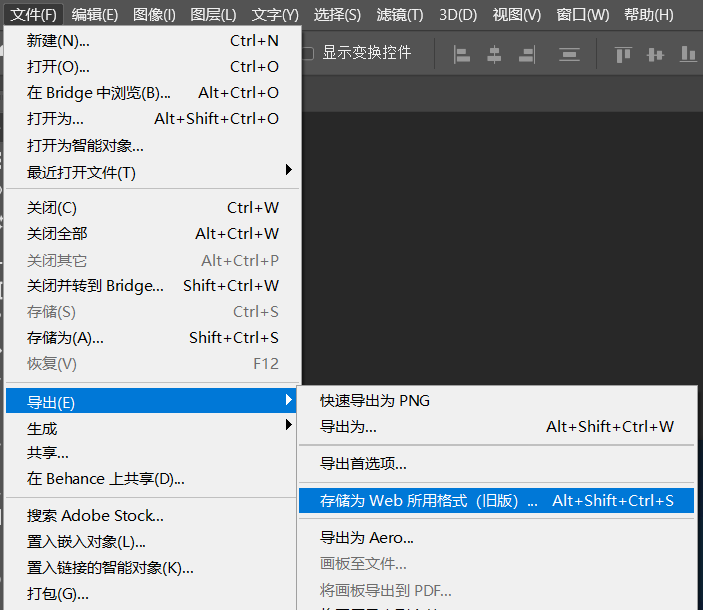 文件(F) 编辑(E) 图像(I) 图层(L) 文字(Y) 选择(S) 滤镜(T) 3D(D) 视图(V) 窗口(W) 帮助(H)
显示变换控件
新建(N)... Ctrl+N
打开(O)... Ctrl+O
在 Bridge 中浏览(B)... Alt+Ctrl+O
打开为... Alt+Shift+Ctrl+O
打开为智能对象...
最近打开文件(T)
关闭(C) Ctrl+W
关闭全部 Alt+Ctrl+W
关闭其它 Alt+Ctrl+P
关闭并转到 Bridge... Shift+Ctrl+W
存储(S) Ctrl+S
存储为(A)... Shift+Ctrl+S
恢复(V) F12
导出(E)
生成
共享...
在 Behance 上共享(D)...
搜索 Adobe Stock...
置入嵌入对象(L)...
置入链接的智能对象(K)...
打包(G)...
快速导出为 PNG
导出为... Alt+Shift+Ctrl+W
导出首选项...
存储为 Web 所用格式（旧版）... Alt+Shift+Ctrl+S
导出为 Aero...
画板至文件...
将画板导出到 PDF...